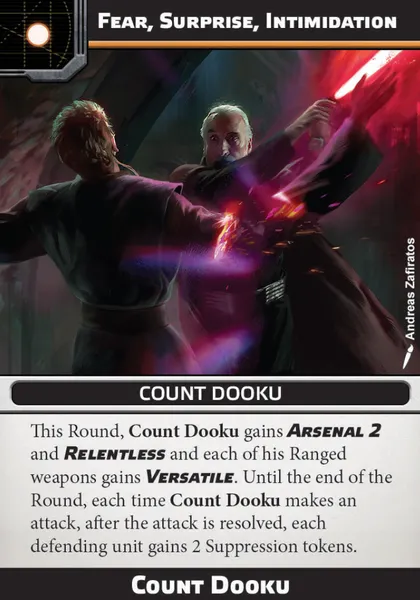 Fear, Surprise, Intimidation
Andreas Zafiratos
COUNT DOOKU
This Round, Count Dooku gains Arsenal 2
and Relentless and each of his Ranged
weapons gains Versatile. Until the end of the
Round, each time Count Dooku makes an
attack, after the attack is resolved, each
defending unit gains 2 Suppression tokens.
Count Dooku